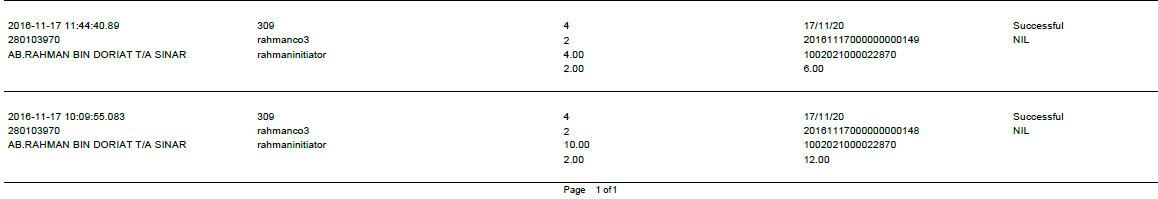 2016-11-17 11:44:40.89 309 4 17/11/20 Successful
280103970 rahmanco3 2 20161117000000000149 NIL
AB.RAHMAN BIN DORIAT T/A SINAR rahmaninitiator 4.00 1002021000022870
2.00 6.00
2016-11-17 10:09:55.083 309 4 17/11/20 Successful
280103970 rahmanco3 2 20161117000000000148 NIL
AB.RAHMAN BIN DORIAT T/A SINAR rahmaninitiator 10.00 1002021000022870
2.00 12.00
Page 1 of1